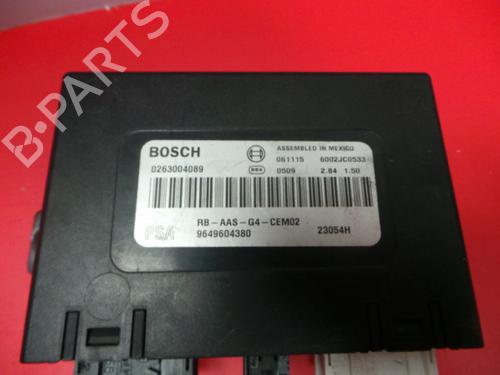 BOSCH
0263004089
ASSEMBLED IN MEXICO
061115 6002JC0533
0509 2.84 1.50
RB-AAS-G4-CEM02
PSA 9649604380 23054H
B-PARTS